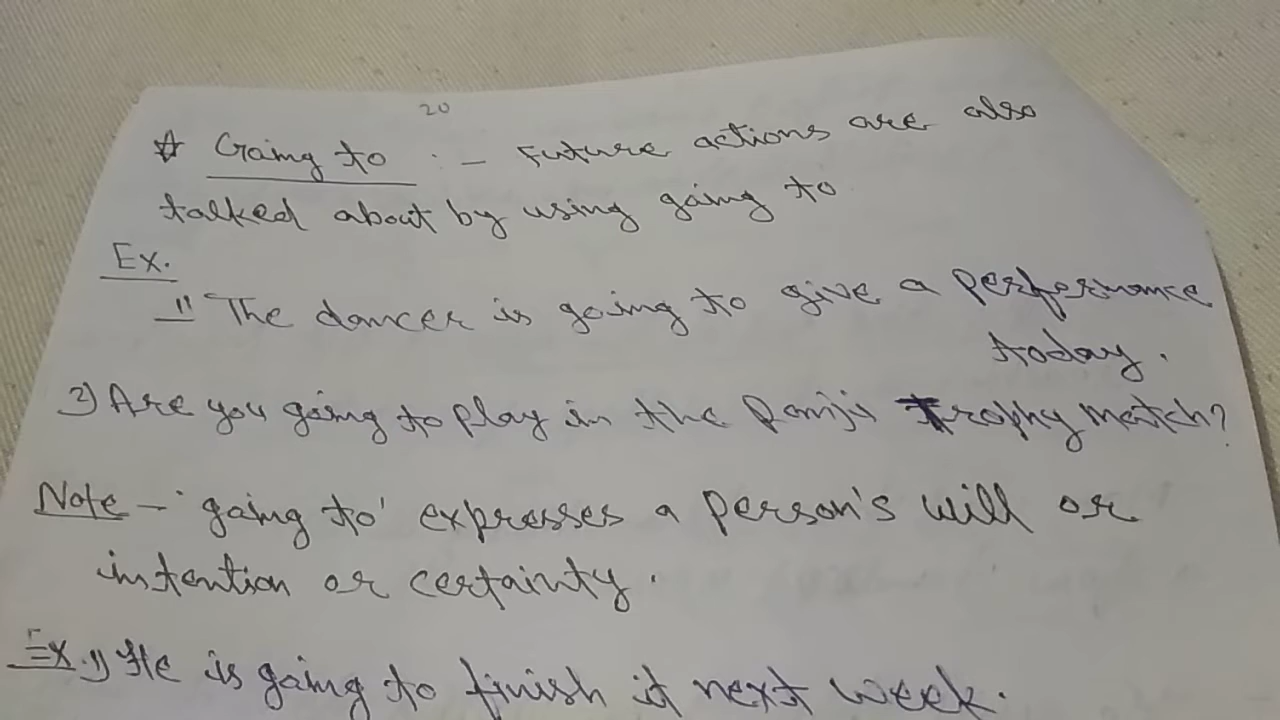 20
☆ Going to :- Future actions are also
talked about by using going to
Ex.
1) The dancer is going to give a performance
today.
2) Are you going to play in the Ranji Trophy match?
Note - 'going to' expresses a person's will or
intention or certainty.
Ex. 1) He is going to finish it next week.